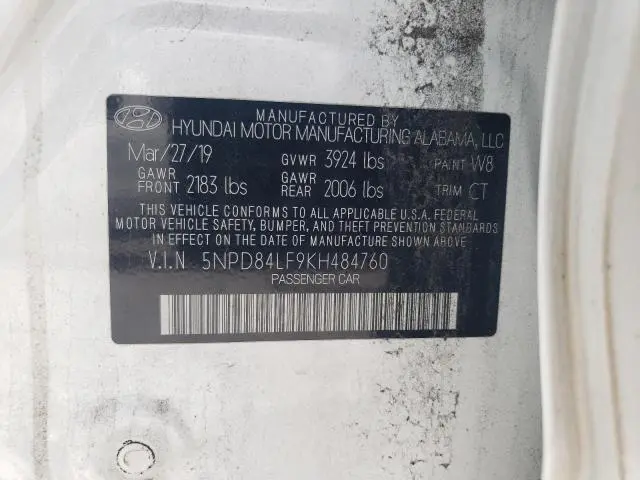 MANUFACTURED BY
HYUNDAI MOTOR MANUFACTURING ALABAMA, LLC
Mar/27/19 GVWR 3924 lbs PAINT W8
GAWR FRONT 2183 lbs GAWR REAR 2006 lbs TRIM CT
THIS VEHICLE CONFORMS TO ALL APPLICABLE U.S.A. FEDERAL
MOTOR VEHICLE SAFETY, BUMPER, AND THEFT PREVENTION STANDARDS
IN EFFECT ON THE DATE OF MANUFACTURE SHOWN ABOVE.
V.I.N 5NPD84LF9KH484760
PASSENGER CAR